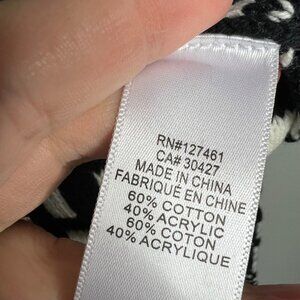 RN#127461
CA# 30427
MADE IN CHINA
FABRIQUÉ EN CHINE
60% COTTON
40% ACRYLIC
60% COTON
40% ACRYLIQUE